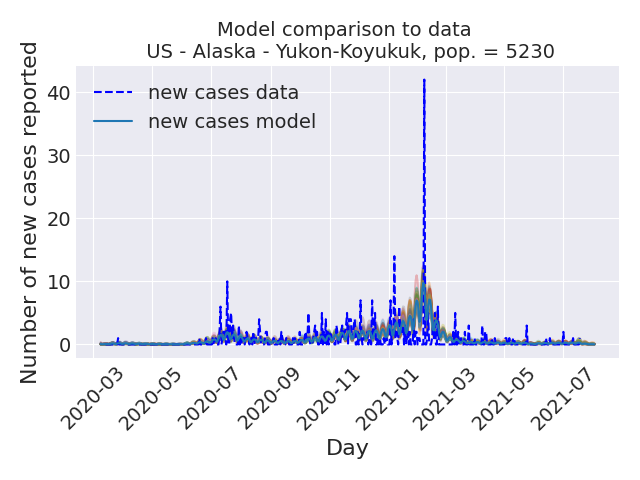 Model comparison to data
US - Alaska - Yukon-Koyukuk, pop. = 5230
Number of new cases reported
40
30
20
10
0
new cases data
new cases model
2020-03
2020-05
2020-07
2020-09
2020-11
2021-01
2021-03
2021-05
2021-07
Day